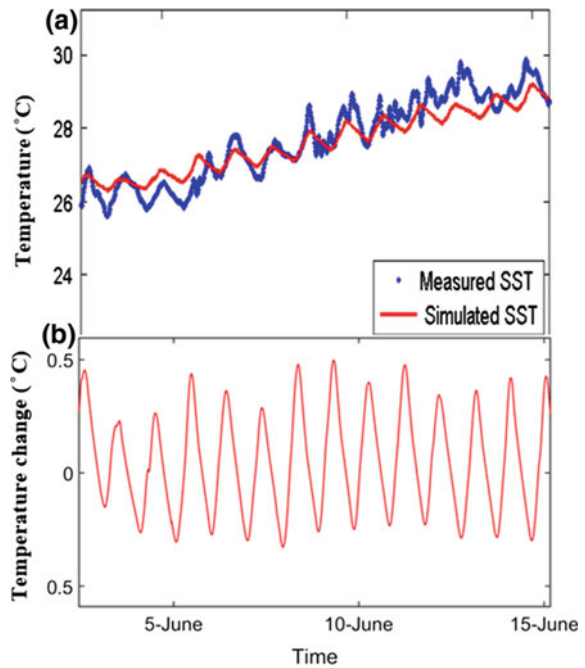 (a)
Temperature (°C)
30
28
26
24
Measured SST
Simulated SST
(b)
Temperature change (°C)
0.5
0
0.5
5-June
10-June
15-June
Time